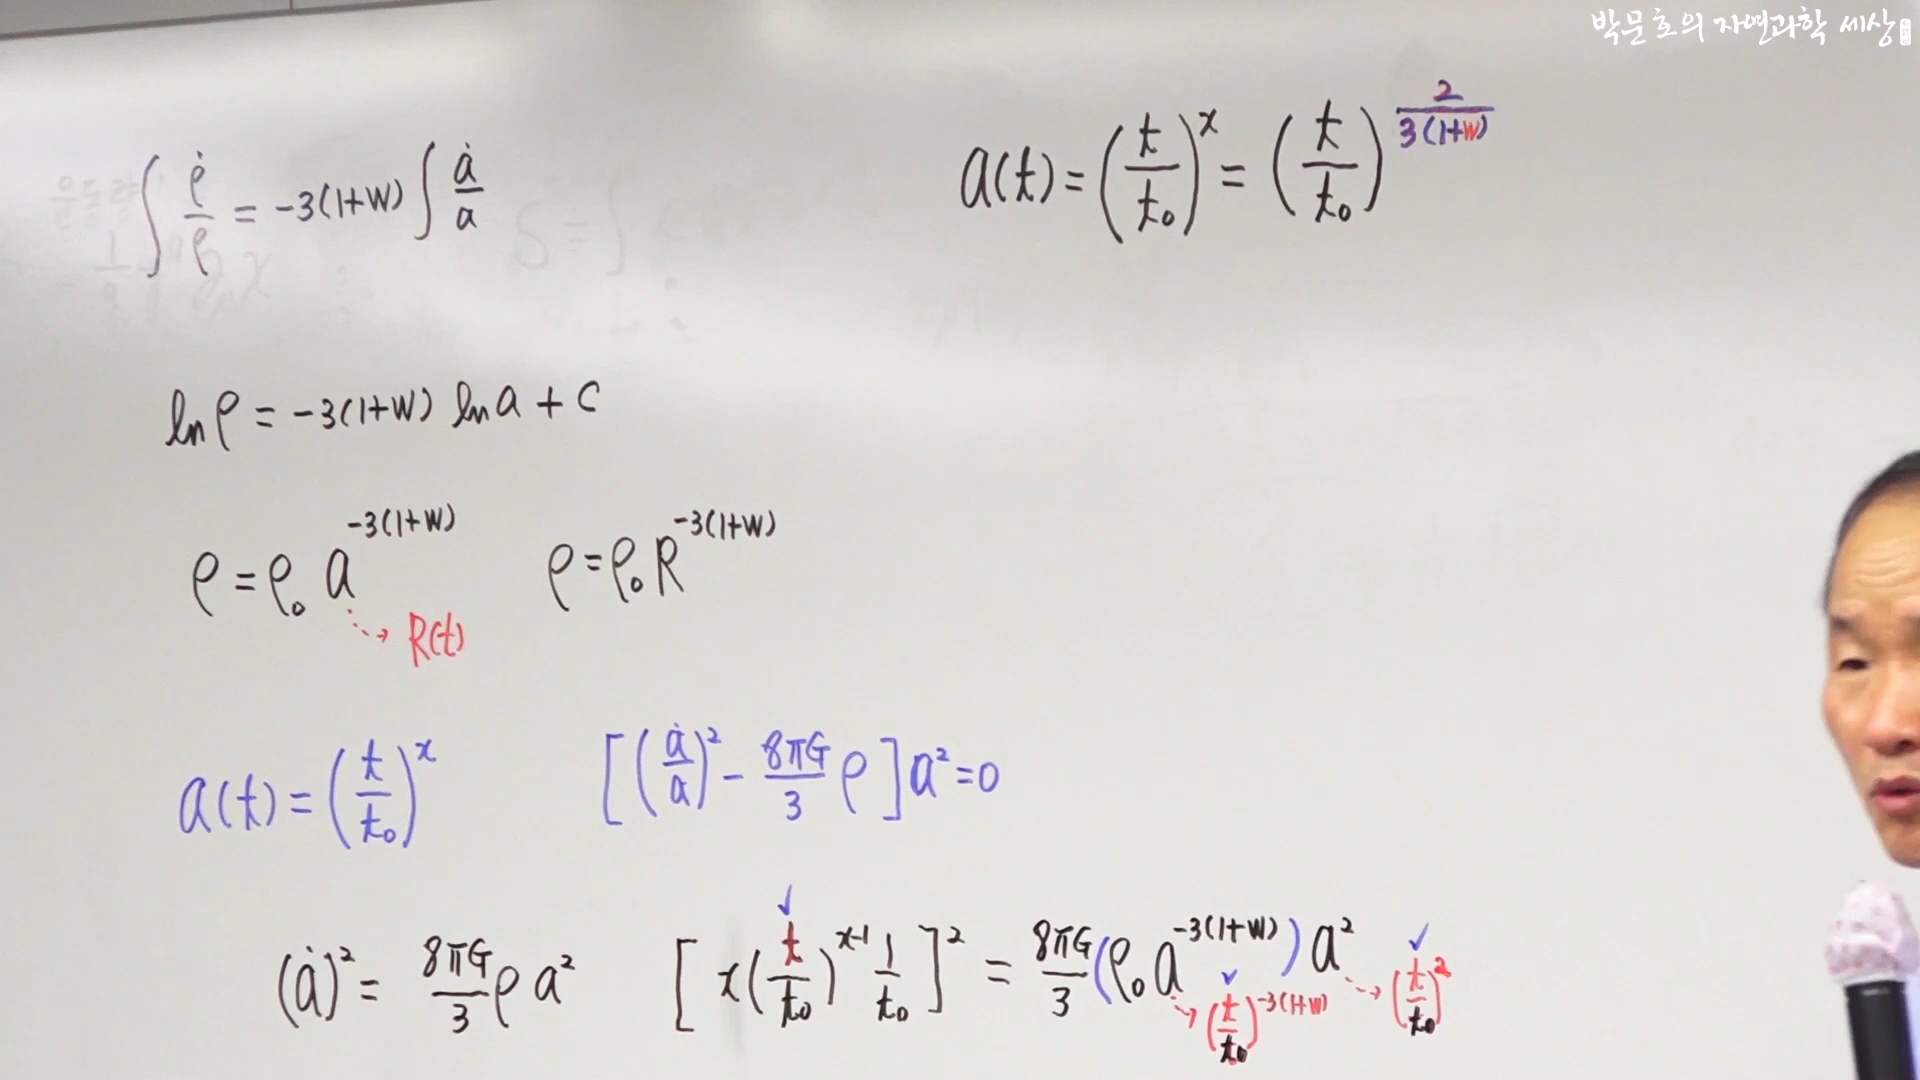 박문호의 자연과학 세상
∫ ρ̇/ρ = -3(1+w) ∫ ȧ/a
a(t) = (t/t₀)^x = (t/t₀)^(2/3(1+w))
ln ρ = -3(1+w) ln a + c
ρ = ρ₀ a^-3(1+w)    ρ = ρ₀ R^-3(1+w)
⋯→ R(t)
a(t) = (t/t₀)^x    [(ȧ/a)² - 8πG/3 ρ] a² = 0
(ȧ)² = 8πG/3 ρ a²    [x(t/t₀)^(x-1) 1/t₀]² = 8πG/3 (ρ₀ a^-3(1+w)) a² ⋯→ (t/t₀)²
⋯→ (t/t₀)^-3(1+w)